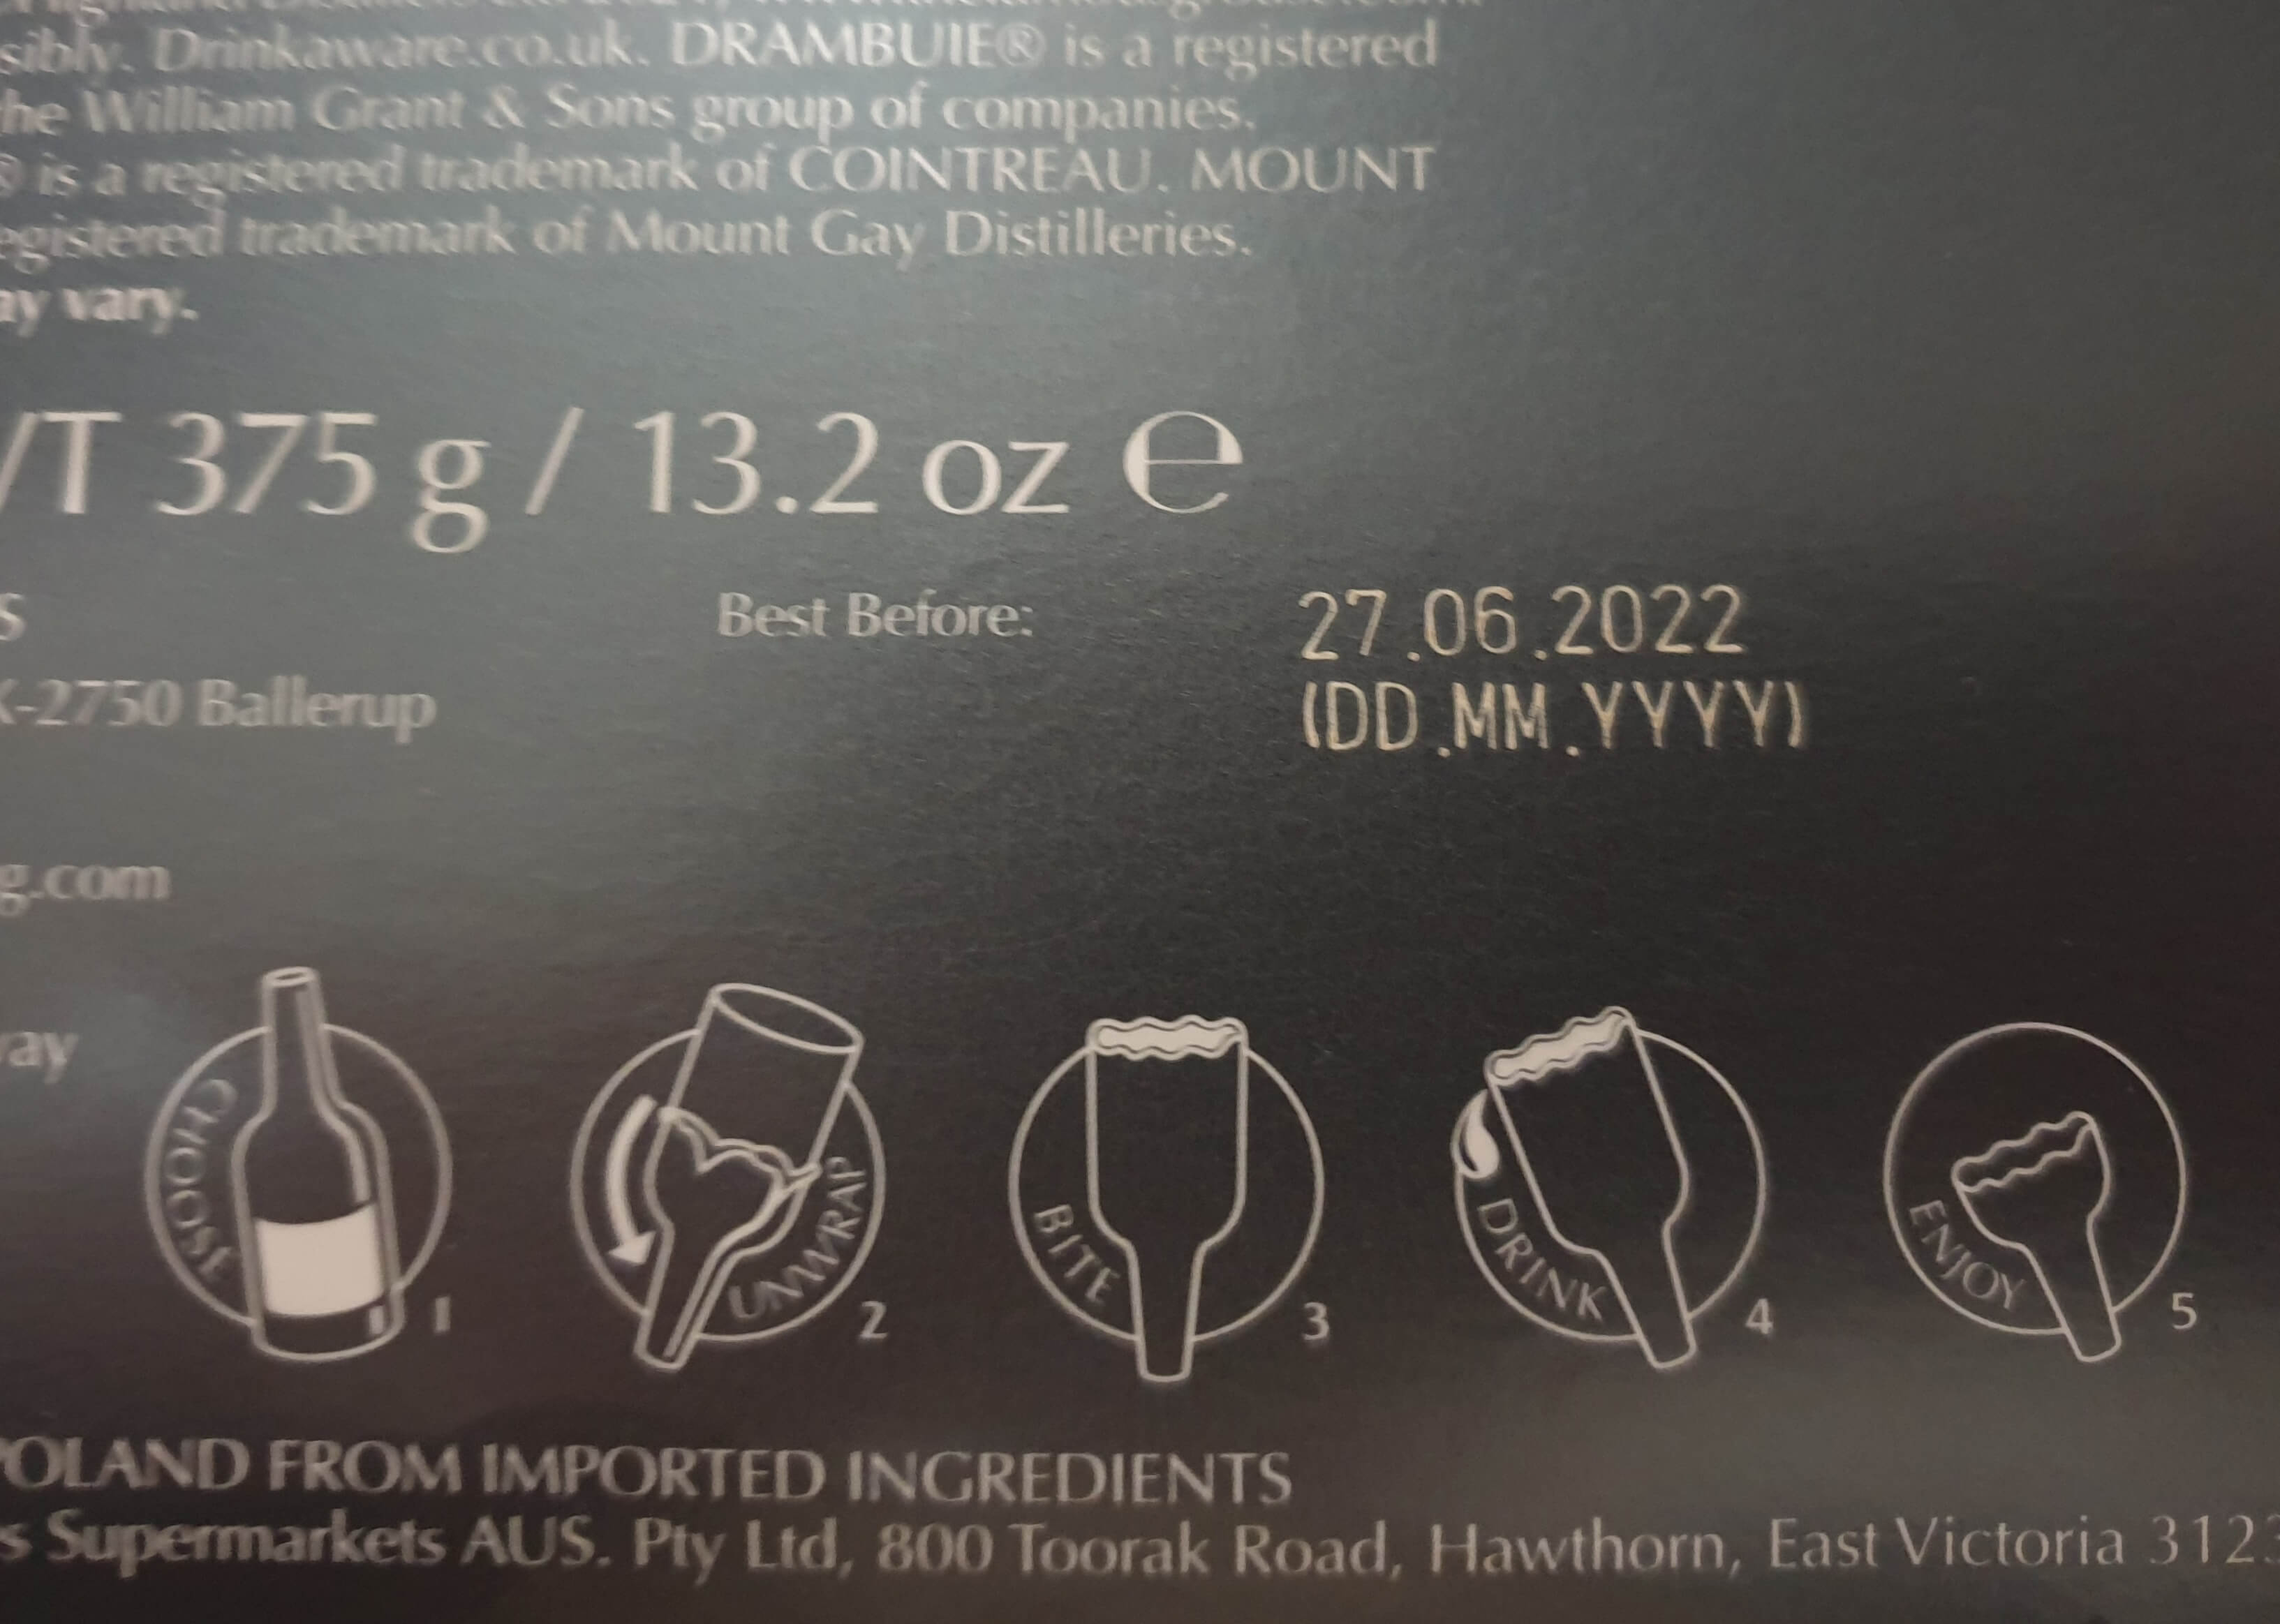 sibly. Drinkaware.co.uk. DRAMBUIE® is a registered
he William Grant & Sons group of companies.
® is a registered trademark of COINTREAU. MOUNT
egistered trademark of Mount Gay Distilleries.
ay vary.
/T 375 g / 13.2 oz ℮
S
Best Before: 27.06.2022
(DD.MM.YYYY)
K-2750 Ballerup
g.com
ay
CHOOSE 1
UNWRAP 2
BITE 3
DRINK 4
ENJOY 5
POLAND FROM IMPORTED INGREDIENTS
s Supermarkets AUS. Pty Ltd, 800 Toorak Road, Hawthorn, East Victoria 3123